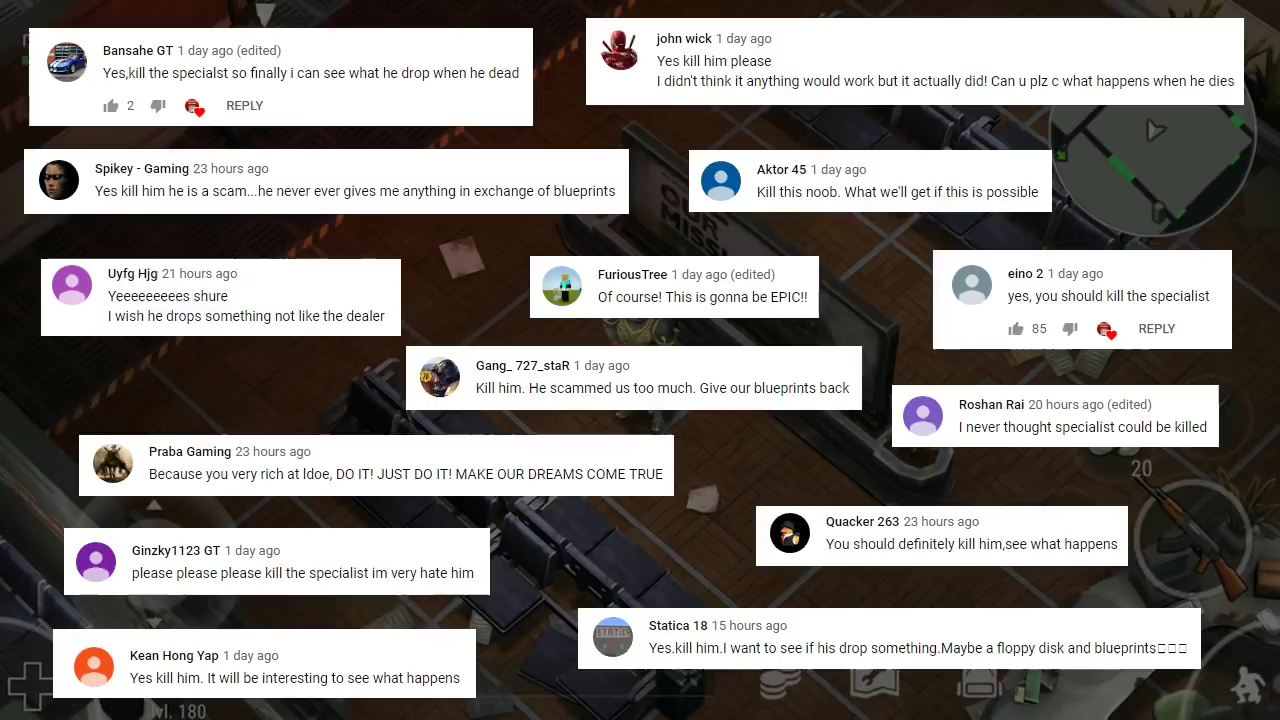 Bansahe GT 1 day ago (edited)
Yes,kill the specialst so finally i can see what he drop when he dead
2 REPLY
john wick 1 day ago
Yes kill him please
I didn't think it anything would work but it actually did! Can u plz c what happens when he dies
Spikey - Gaming 23 hours ago
Yes kill him he is a scam...he never ever gives me anything in exchange of blueprints
Aktor 45 1 day ago
Kill this noob. What we'll get if this is possible
OUR
MISS
Uyfg Hjg 21 hours ago
Yeeeeeeeees shure
I wish he drops something not like the dealer
FuriousTree 1 day ago (edited)
Of course! This is gonna be EPIC!!
eino 2 1 day ago
yes, you should kill the specialist
85 REPLY
Gang_ 727_staR 1 day ago
Kill him. He scammed us too much. Give our blueprints back
Roshan Rai 20 hours ago (edited)
I never thought specialist could be killed
Praba Gaming 23 hours ago
Because you very rich at ldoe, DO IT! JUST DO IT! MAKE OUR DREAMS COME TRUE
20
Quacker 263 23 hours ago
You should definitely kill him,see what happens
Ginzky1123 GT 1 day ago
please please please kill the specialist im very hate him
Statica 18 15 hours ago
Yes.kill him.I want to see if his drop something.Maybe a floppy disk and blueprints□□□
Kean Hong Yap 1 day ago
Yes kill him. It will be interesting to see what happens
lvl. 180